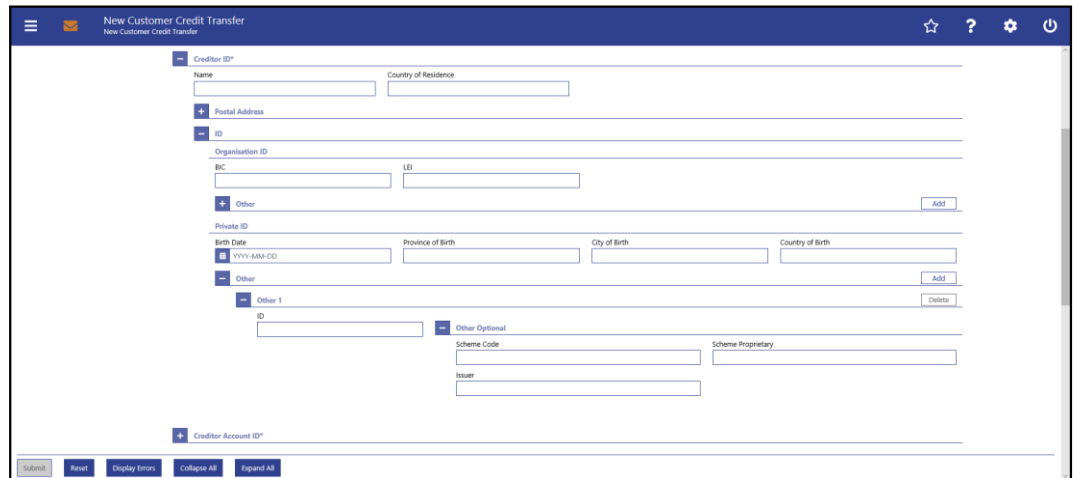 New Customer Credit Transfer
New Customer Credit Transfer
Creditor ID*
Name Country of Residence
Postal Address
ID
Organisation ID
BIC LEI
Other Add
Private ID
Birth Date Province of Birth City of Birth Country of Birth
YYYY-MM-DD
Other Add
Other 1 Delete
ID
Other Optional
Scheme Code Scheme Proprietary
Issuer
Creditor Account ID*
Submit Reset Display Errors Collapse All Expand All